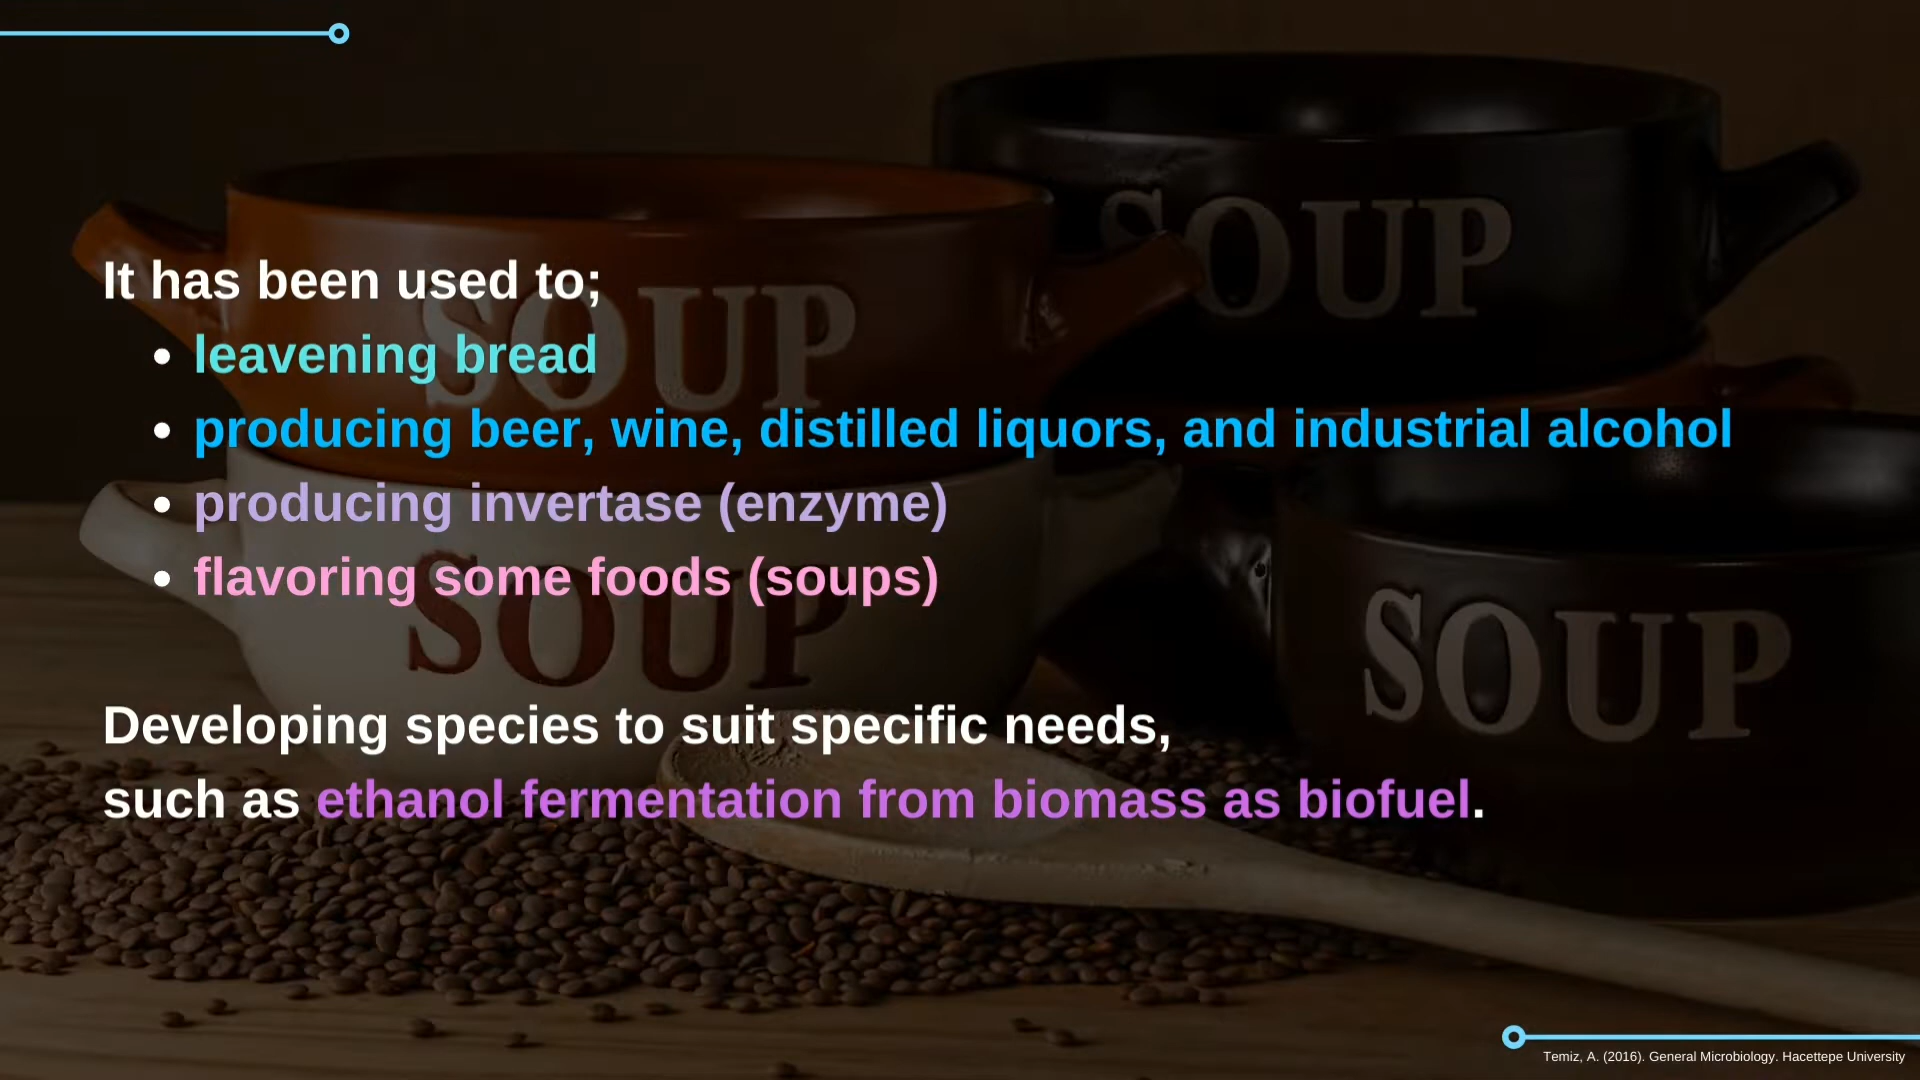 SOUP
SOUP
It has been used to;
• leavening bread
• producing beer, wine, distilled liquors, and industrial alcohol
• producing invertase (enzyme)
• flavoring some foods (soups)
SOUP
SOUP
Developing species to suit specific needs,
such as ethanol fermentation from biomass as biofuel.
Temiz, A. (2016). General Microbiology. Hacettepe University